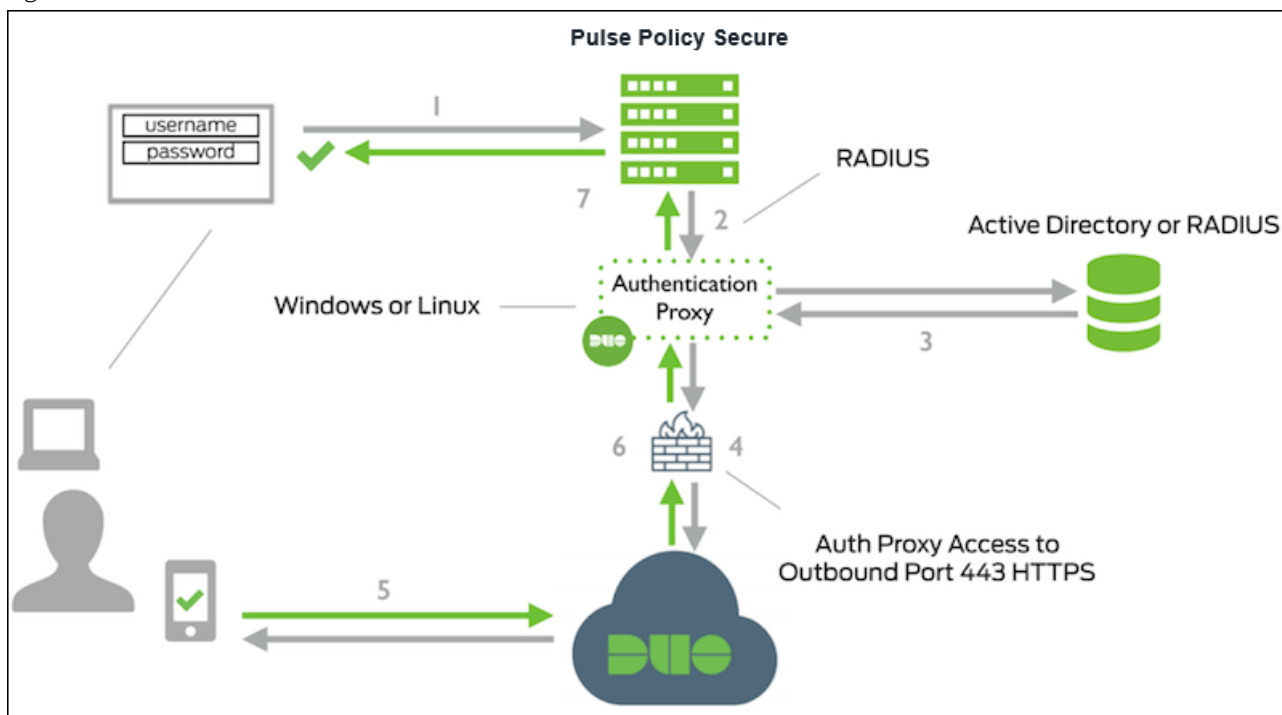 Pulse Policy Secure
username
password
1
7
2
RADIUS
Active Directory or RADIUS
Windows or Linux
Authentication
Proxy
DUO
3
6
4
Auth Proxy Access to
Outbound Port 443 HTTPS
5
DUO